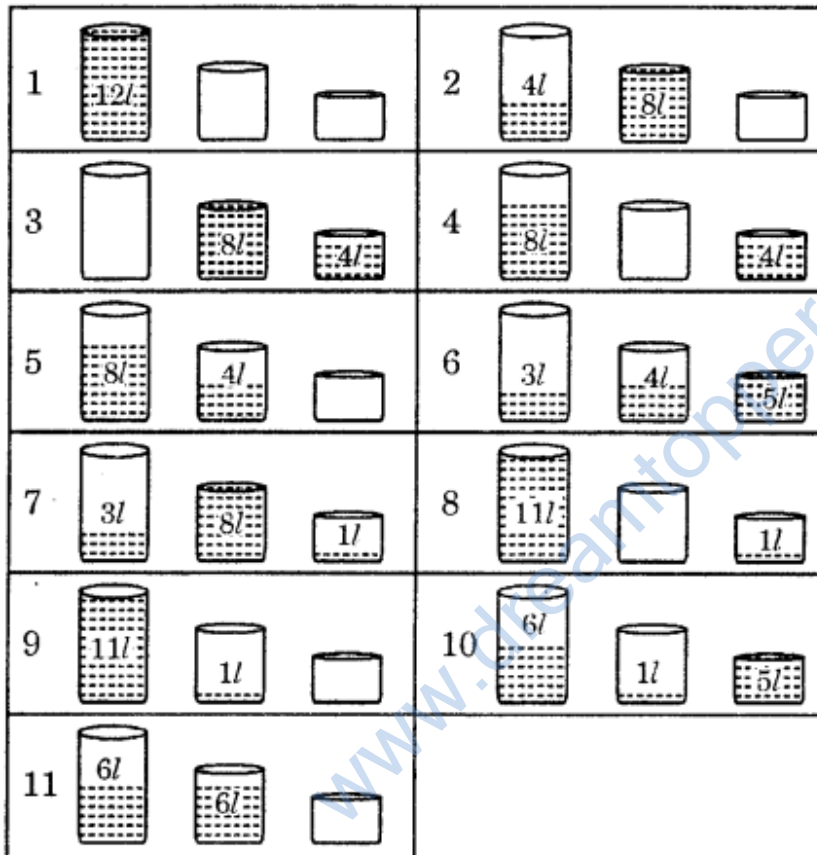 1 12l
2 4l 8l
3 8l 4l
4 8l 4l
5 8l 4l
6 3l 4l 5l
7 3l 8l 1l
8 11l 1l
9 11l 1l
10 6l 1l 5l
11 6l 6l
www.dreamtopper